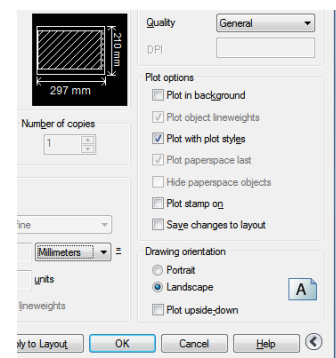 Quality General
DPI
210 mm
297 mm
Plot options
Plot in background
Plot object lineweights
Plot with plot styles
Plot paperspace last
Hide paperspace objects
Plot stamp on
Save changes to layout
Number of copies
1
Millimeters =
units
lineweights
Drawing orientation
Portrait
Landscape
A
Plot upside-down
to Layout OK Cancel Help